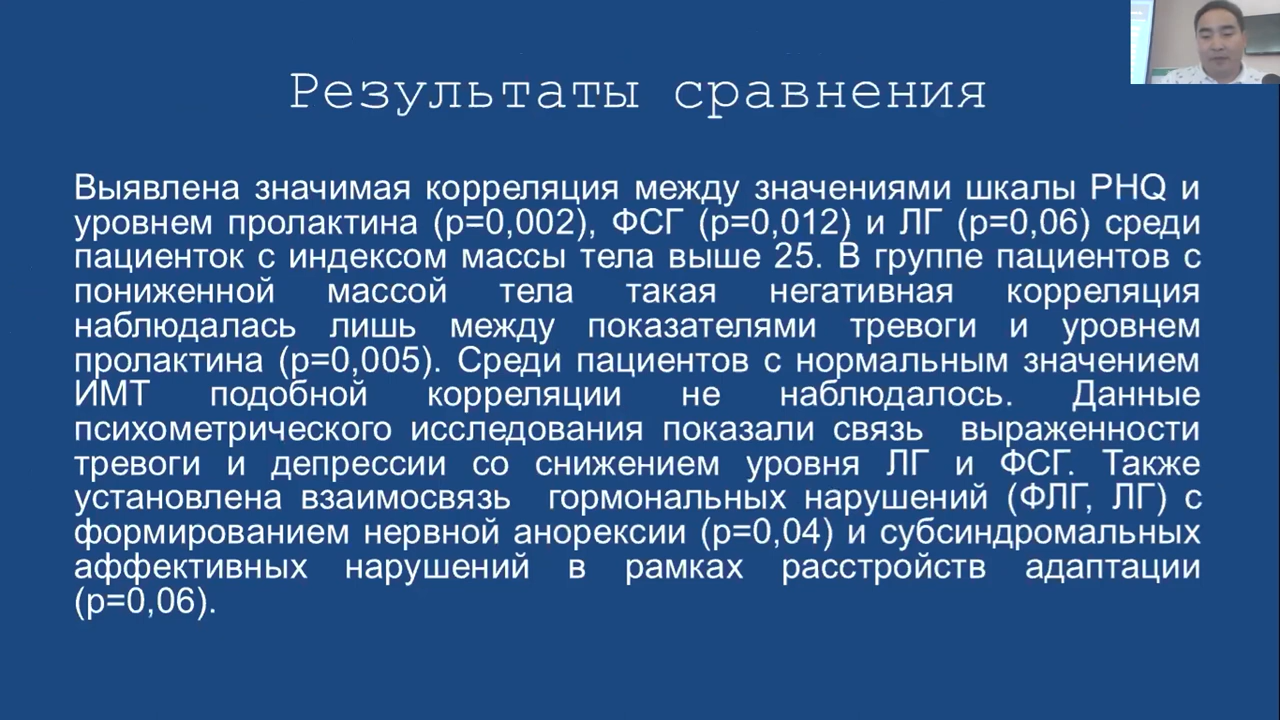 Результаты сравнения
Выявлена значимая корреляция между значениями шкалы PHQ и
уровнем пролактина (p=0,002), ФСГ (p=0,012) и ЛГ (p=0,06) среди
пациенток с индексом массы тела выше 25. В группе пациентов с
пониженной массой тела такая негативная корреляция
наблюдалась лишь между показателями тревоги и уровнем
пролактина (p=0,005). Среди пациентов с нормальным значением
ИМТ подобной корреляции не наблюдалось. Данные
психометрического исследования показали связь выраженности
тревоги и депрессии со снижением уровня ЛГ и ФСГ. Также
установлена взаимосвязь гормональных нарушений (ФЛГ, ЛГ) с
формированием нервной анорексии (p=0,04) и субсиндромальных
аффективных нарушений в рамках расстройств адаптации
(p=0,06).